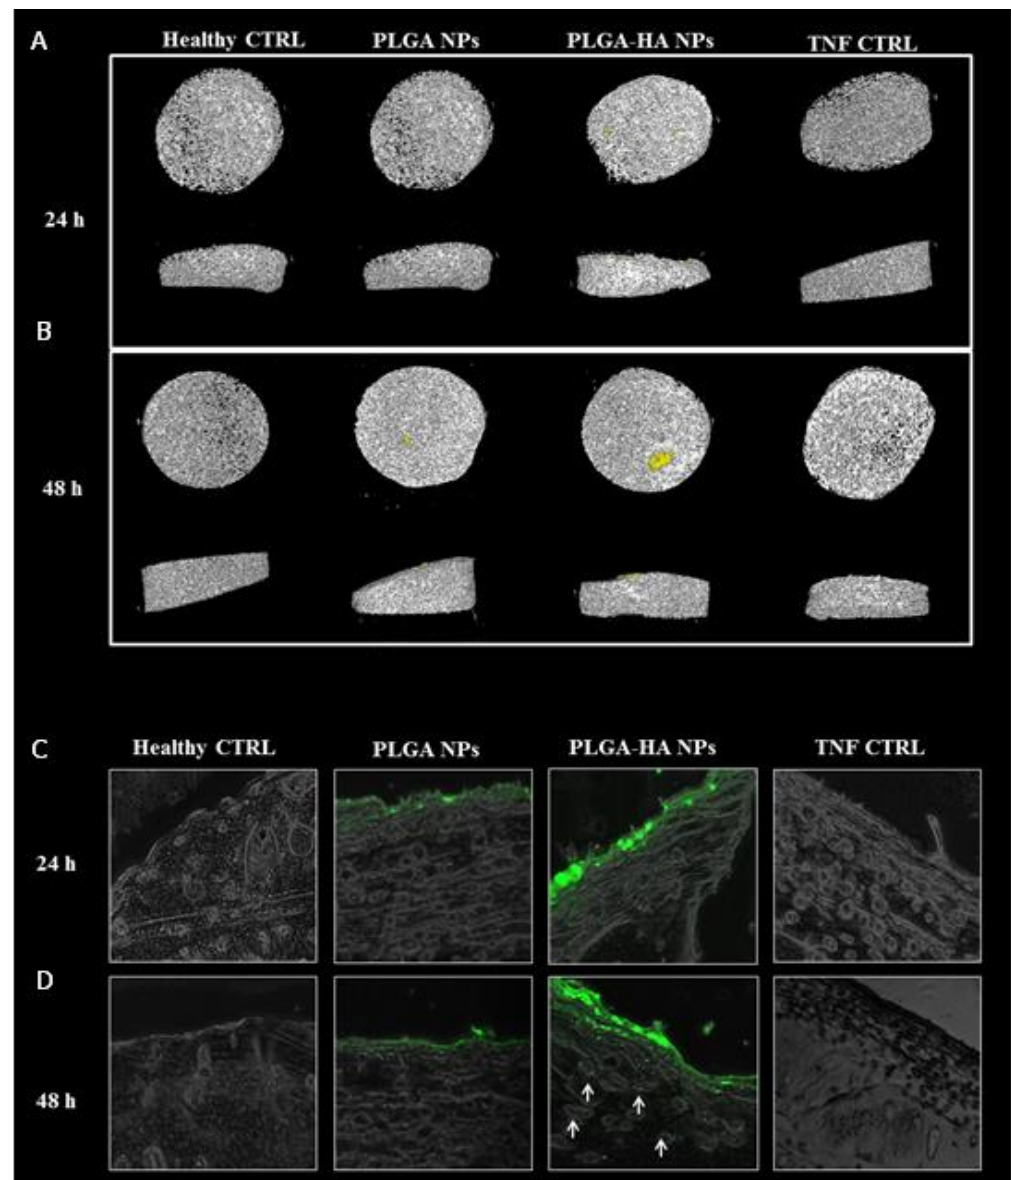 A
Healthy CTRL PLGA NPs PLGA-HA NPs TNF CTRL
24 h
B
48 h
C
Healthy CTRL PLGA NPs PLGA-HA NPs TNF CTRL
24 h
D
48 h